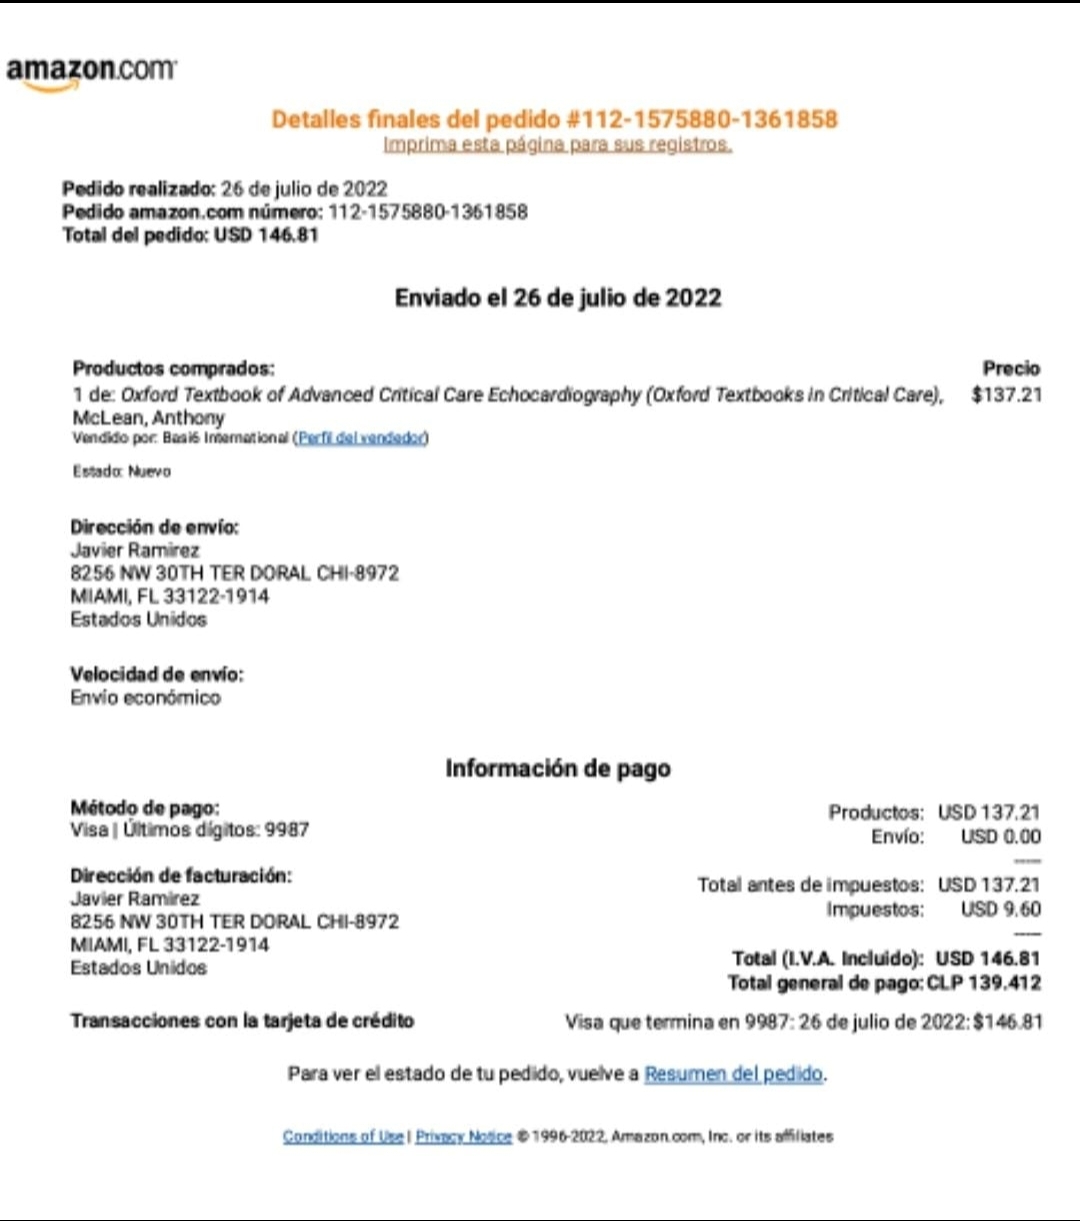 amazon.com
Detalles finales del pedido #112-1575880-1361858
Imprima esta página para sus registros.
Pedido realizado: 26 de julio de 2022
Pedido amazon.com número: 112-1575880-1361858
Total del pedido: USD 146.81
Enviado el 26 de julio de 2022
Productos comprados: Precio
1 de: Oxford Textbook of Advanced Critical Care Echocardiography (Oxford Textbooks in Critical Care), $137.21
McLean, Anthony
Vendido por: Basi6 International (Perfil del vendedor)
Estado: Nuevo
Dirección de envío:
Javier Ramirez
8256 NW 30TH TER DORAL CHI-8972
MIAMI, FL 33122-1914
Estados Unidos
Velocidad de envío:
Envío económico
Información de pago
Método de pago:
Visa | Últimos dígitos: 9987
Dirección de facturación:
Javier Ramirez
8256 NW 30TH TER DORAL CHI-8972
MIAMI, FL 33122-1914
Estados Unidos
Productos: USD 137.21
Envío: USD 0.00
-----
Total antes de impuestos: USD 137.21
Impuestos: USD 9.60
-----
Total (I.V.A. Incluido): USD 146.81
Total general de pago: CLP 139.412
Transacciones con la tarjeta de crédito Visa que termina en 9987: 26 de julio de 2022: $146.81
Para ver el estado de tu pedido, vuelve a Resumen del pedido.
Conditions of Use | Privacy Notice © 1996-2022, Amazon.com, Inc. or its affiliates